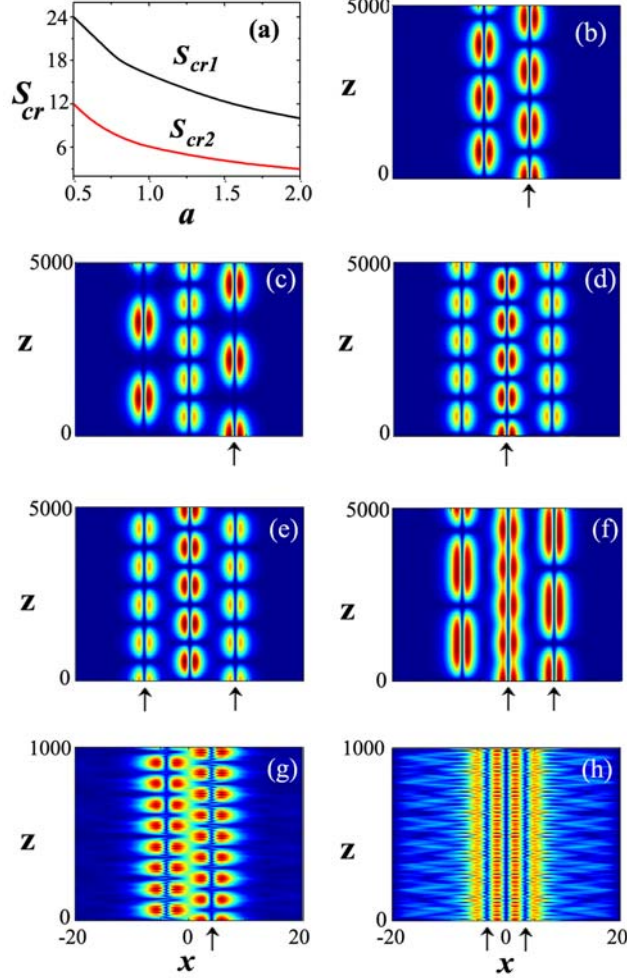 24
18
12
6
S_cr
(a)
S_cr1
S_cr2
0.5 1.0 1.5 2.0
a
5000
z
0
(b)
↑
5000
z
0
(c)
↑
5000
z
0
(d)
↑
5000
z
0
(e)
↑ ↑
5000
z
0
(f)
↑ ↑
1000
z
0
(g)
↑
-20 0 20
x
1000
z
0
(h)
↑ ↑
-20 0 20
x